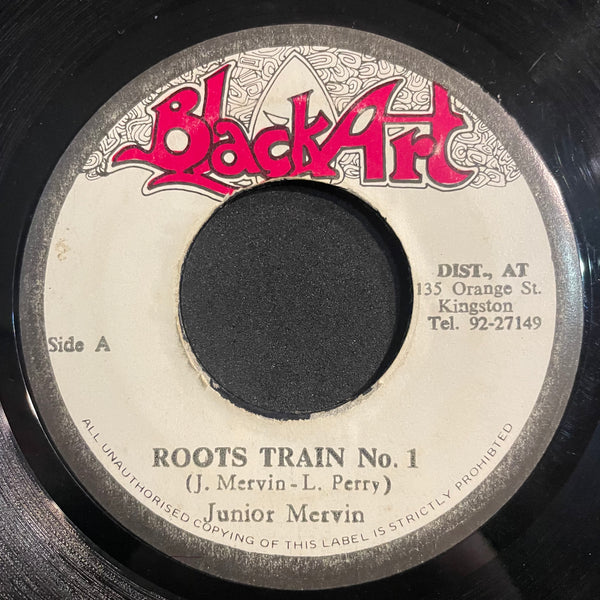 BlackArt
DIST., AT
135 Orange St.
Kingston
Tel. 92-27149
Side A
ROOTS TRAIN No. 1
(J. Mervin-L. Perry)
Junior Mervin
ALL UNAUTHORISED COPYING OF THIS LABEL IS STRICTLY PROHIBITED